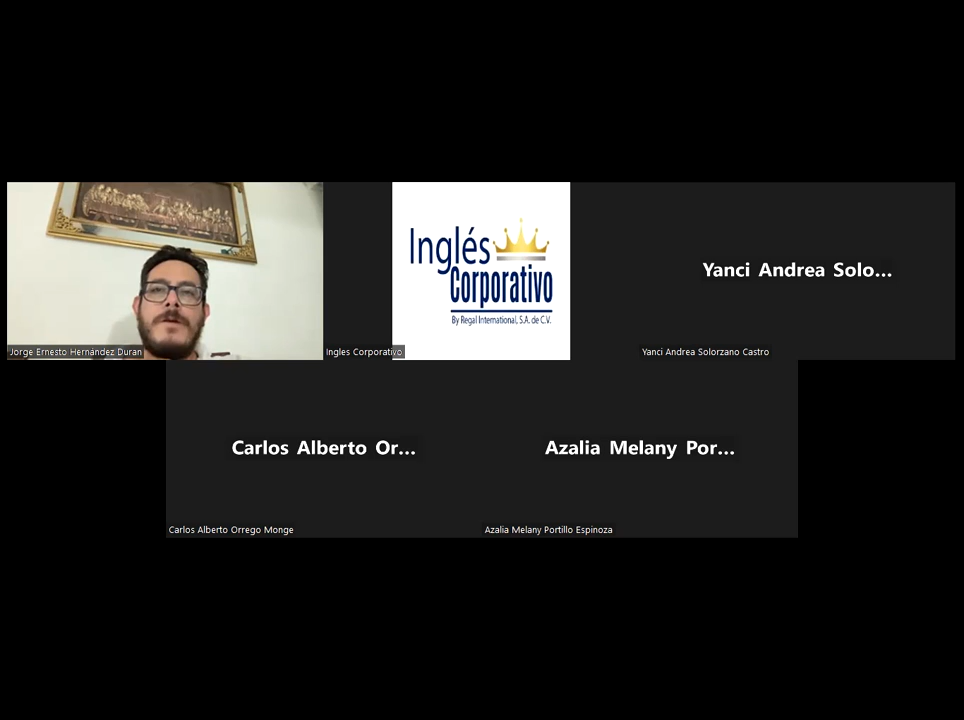 Inglés
Corporativo
By Regal International, S.A. de C.V.
Yanci Andrea Solo...
Jorge Ernesto Hernández Duran
Ingles Corporativo
Yanci Andrea Solorzano Castro
Carlos Alberto Or...
Azalia Melany Por...
Carlos Alberto Orrego Monge
Azalia Melany Portillo Espinoza